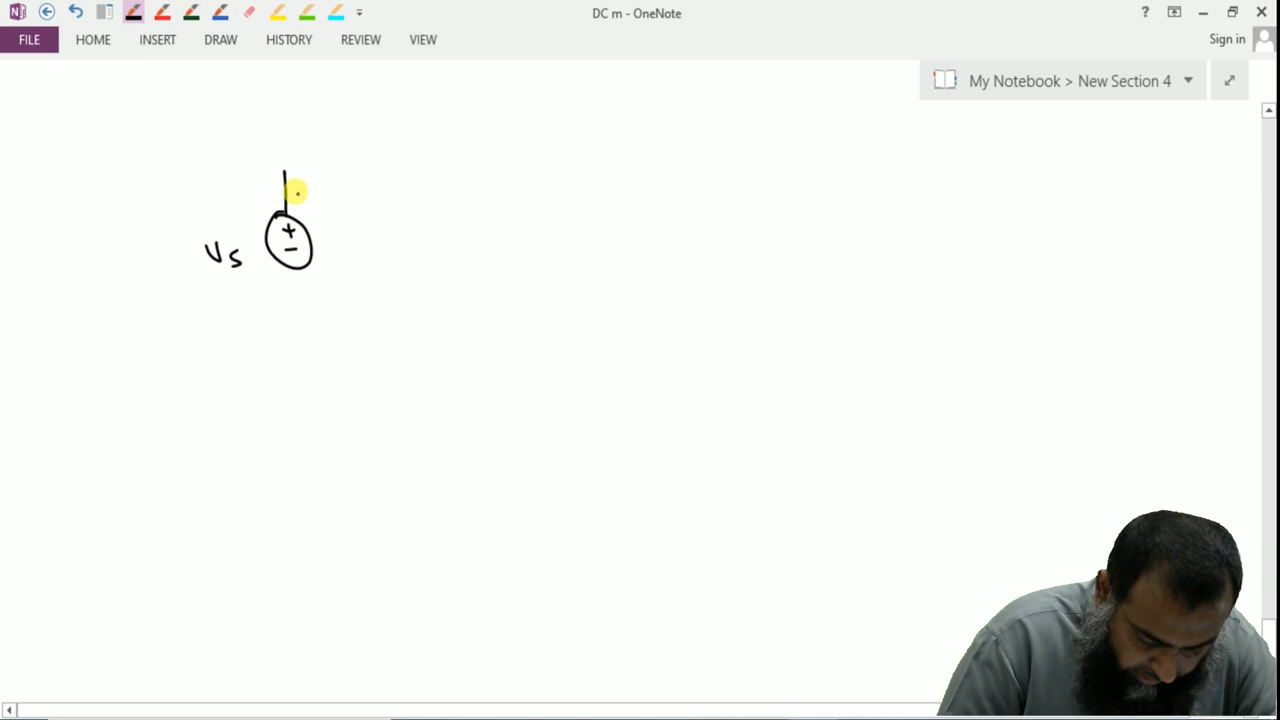 DC m - OneNote
?
FILE HOME INSERT DRAW HISTORY REVIEW VIEW
Sign in
My Notebook > New Section 4
+
Vs
-